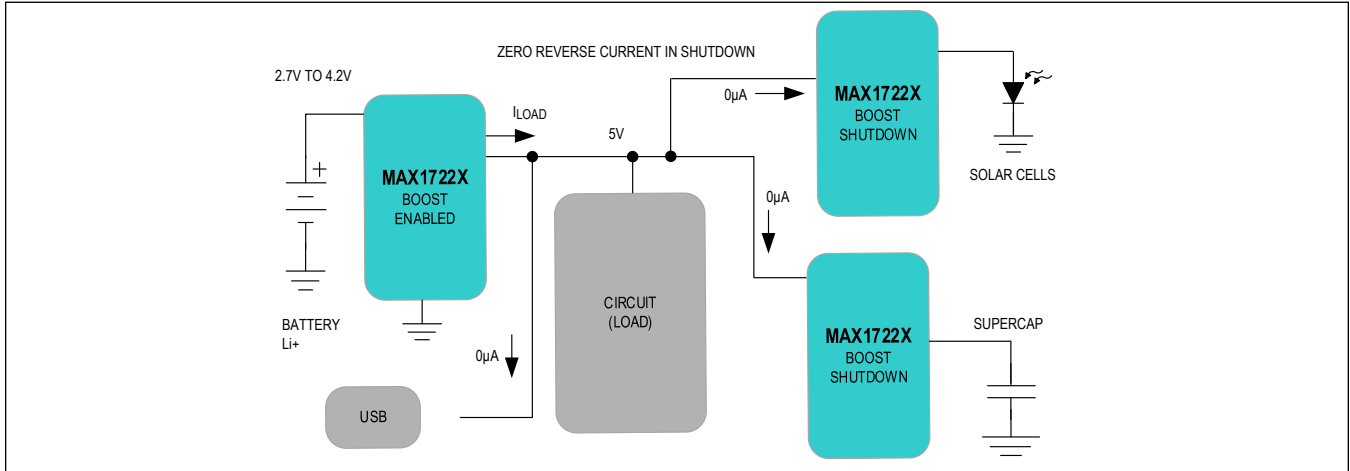 ZERO REVERSE CURRENT IN SHUTDOWN
2.7V TO 4.2V
MAX1722X
BOOST
ENABLED
ILOAD
5V
0µA
MAX1722X
BOOST
SHUTDOWN
SOLAR CELLS
0µA
+
BATTERY
Li+
0µA
USB
CIRCUIT
(LOAD)
MAX1722X
BOOST
SHUTDOWN
SUPERCAP